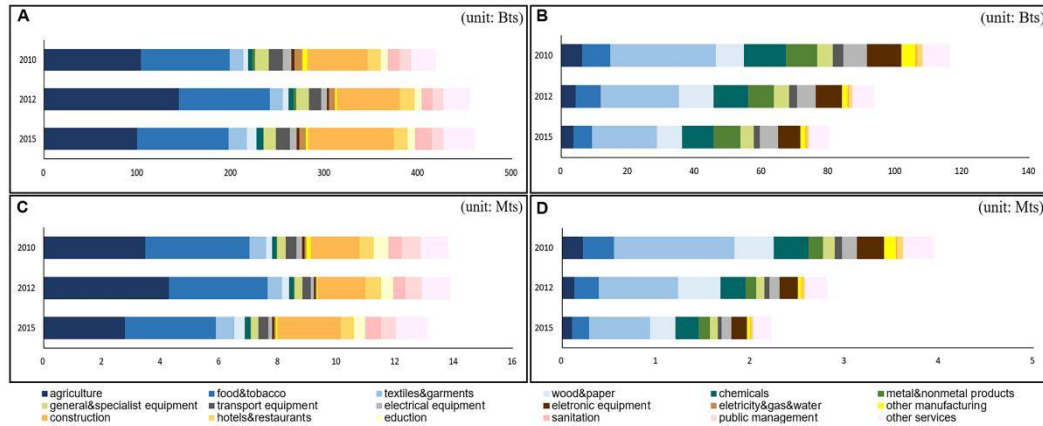 A
(unit: Bts)
2010
2012
2015
0 100 200 300 400 500
B
(unit: Bts)
2010
2012
2015
0 20 40 60 80 100 120 140
C
(unit: Mts)
2010
2012
2015
0 2 4 6 8 10 12 14 16
D
(unit: Mts)
2010
2012
2015
0 1 2 3 4 5
agriculture food&tobacco textiles&garments wood&paper chemicals metal&nonmetal products
general&specialist equipment transport equipment electrical equipment eletronic equipment eletricity&gas&water other manufacturing
construction hotels&restaurants eduction sanitation public management other services